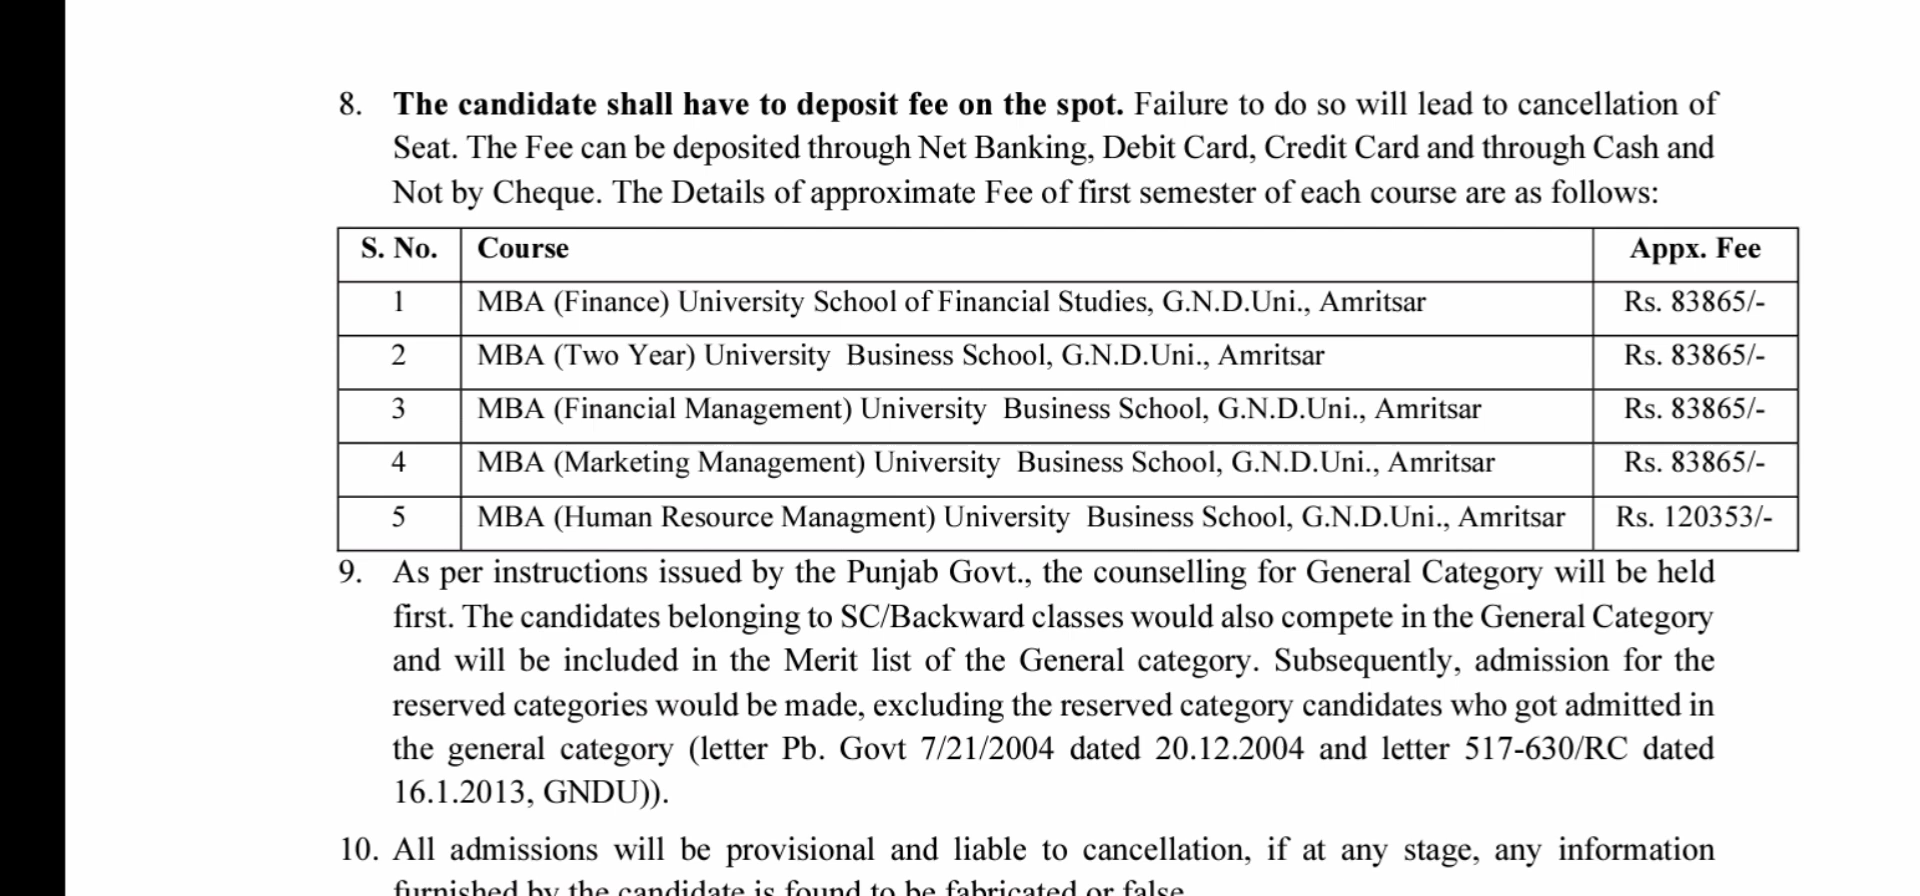 8. The candidate shall have to deposit fee on the spot. Failure to do so will lead to cancellation of
Seat. The Fee can be deposited through Net Banking, Debit Card, Credit Card and through Cash and
Not by Cheque. The Details of approximate Fee of first semester of each course are as follows:
S. No. Course Appx. Fee
1 MBA (Finance) University School of Financial Studies, G.N.D.Uni., Amritsar Rs. 83865/-
2 MBA (Two Year) University Business School, G.N.D.Uni., Amritsar Rs. 83865/-
3 MBA (Financial Management) University Business School, G.N.D.Uni., Amritsar Rs. 83865/-
4 MBA (Marketing Management) University Business School, G.N.D.Uni., Amritsar Rs. 83865/-
5 MBA (Human Resource Managment) University Business School, G.N.D.Uni., Amritsar Rs. 120353/-
9. As per instructions issued by the Punjab Govt., the counselling for General Category will be held
first. The candidates belonging to SC/Backward classes would also compete in the General Category
and will be included in the Merit list of the General category. Subsequently, admission for the
reserved categories would be made, excluding the reserved category candidates who got admitted in
the general category (letter Pb. Govt 7/21/2004 dated 20.12.2004 and letter 517-630/RC dated
16.1.2013, GNDU)).
10. All admissions will be provisional and liable to cancellation, if at any stage, any information
furnished by the candidate is found to be fabricated or false